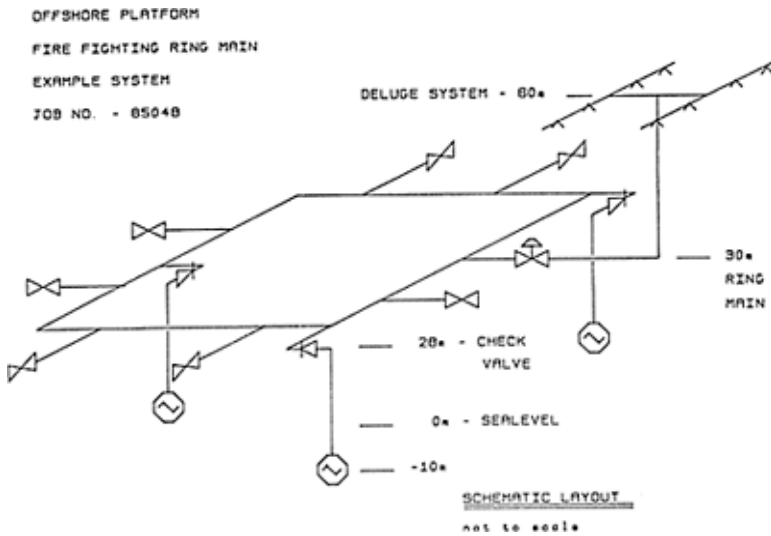 OFFSHORE PLATFORM
FIRE FIGHTING RING MAIN
EXAMPLE SYSTEM
JOB NO. - 85048
DELUGE SYSTEM - 60m
30m
RING
MAIN
28m - CHECK
VALVE
0m - SEALEVEL
-10m
SCHEMATIC LAYOUT
not to scale